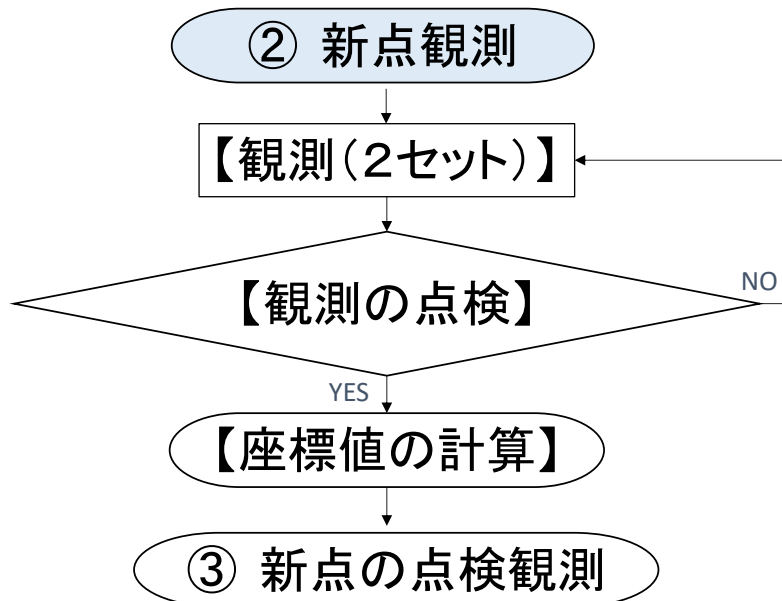 ② 新点観測
【観測(2セット)】
【観測の点検】
NO
YES
【座標値の計算】
③ 新点の点検観測